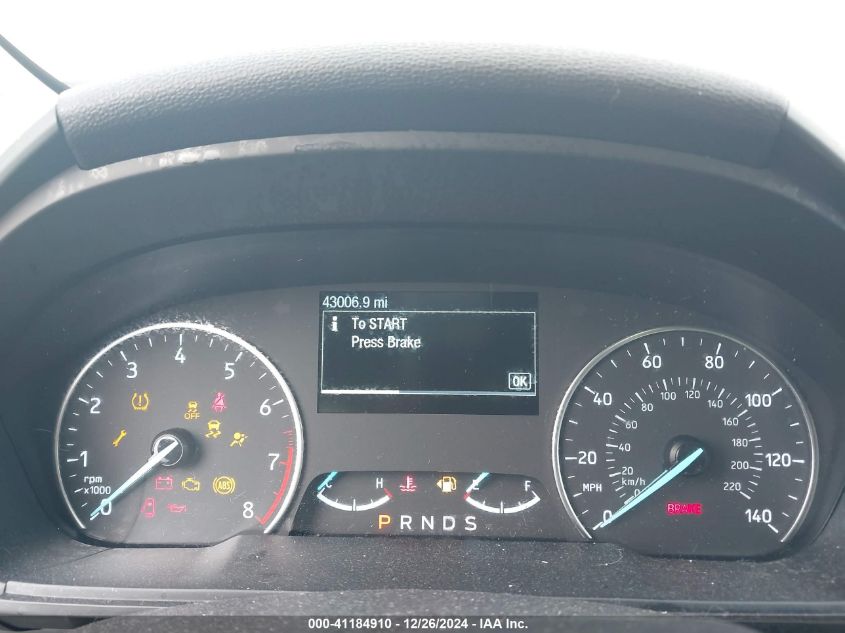 43006.9 mi
i To START
Press Brake
OK
0 1 2 3 4 5 6 7 8
rpm
x1000
OFF
ABS
C H
E F
P R N D S
0 20 40 60 80 100 120 140
MPH
0 20 40 60 80 100 120 140 160 180 200 220
km/h
BRAKE
000-41184910 - 12/26/2024 - IAA Inc.